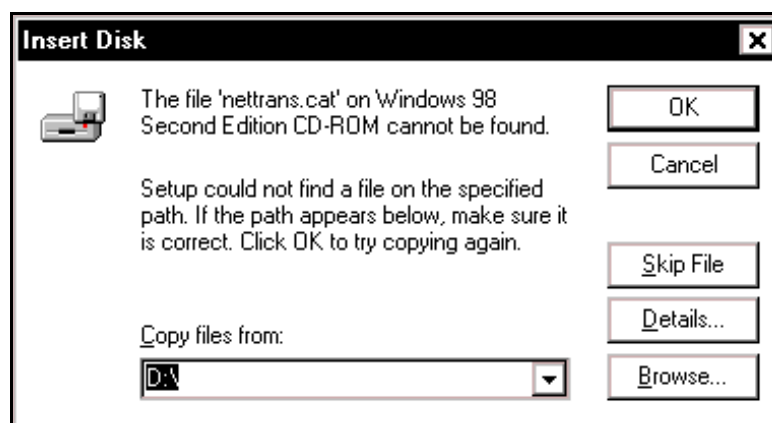 Insert Disk
The file 'nettrans.cat' on Windows 98
Second Edition CD-ROM cannot be found.
Setup could not find a file on the specified
path. If the path appears below, make sure it
is correct. Click OK to try copying again.
Copy files from:
D:\
OK
Cancel
Skip File
Details...
Browse...